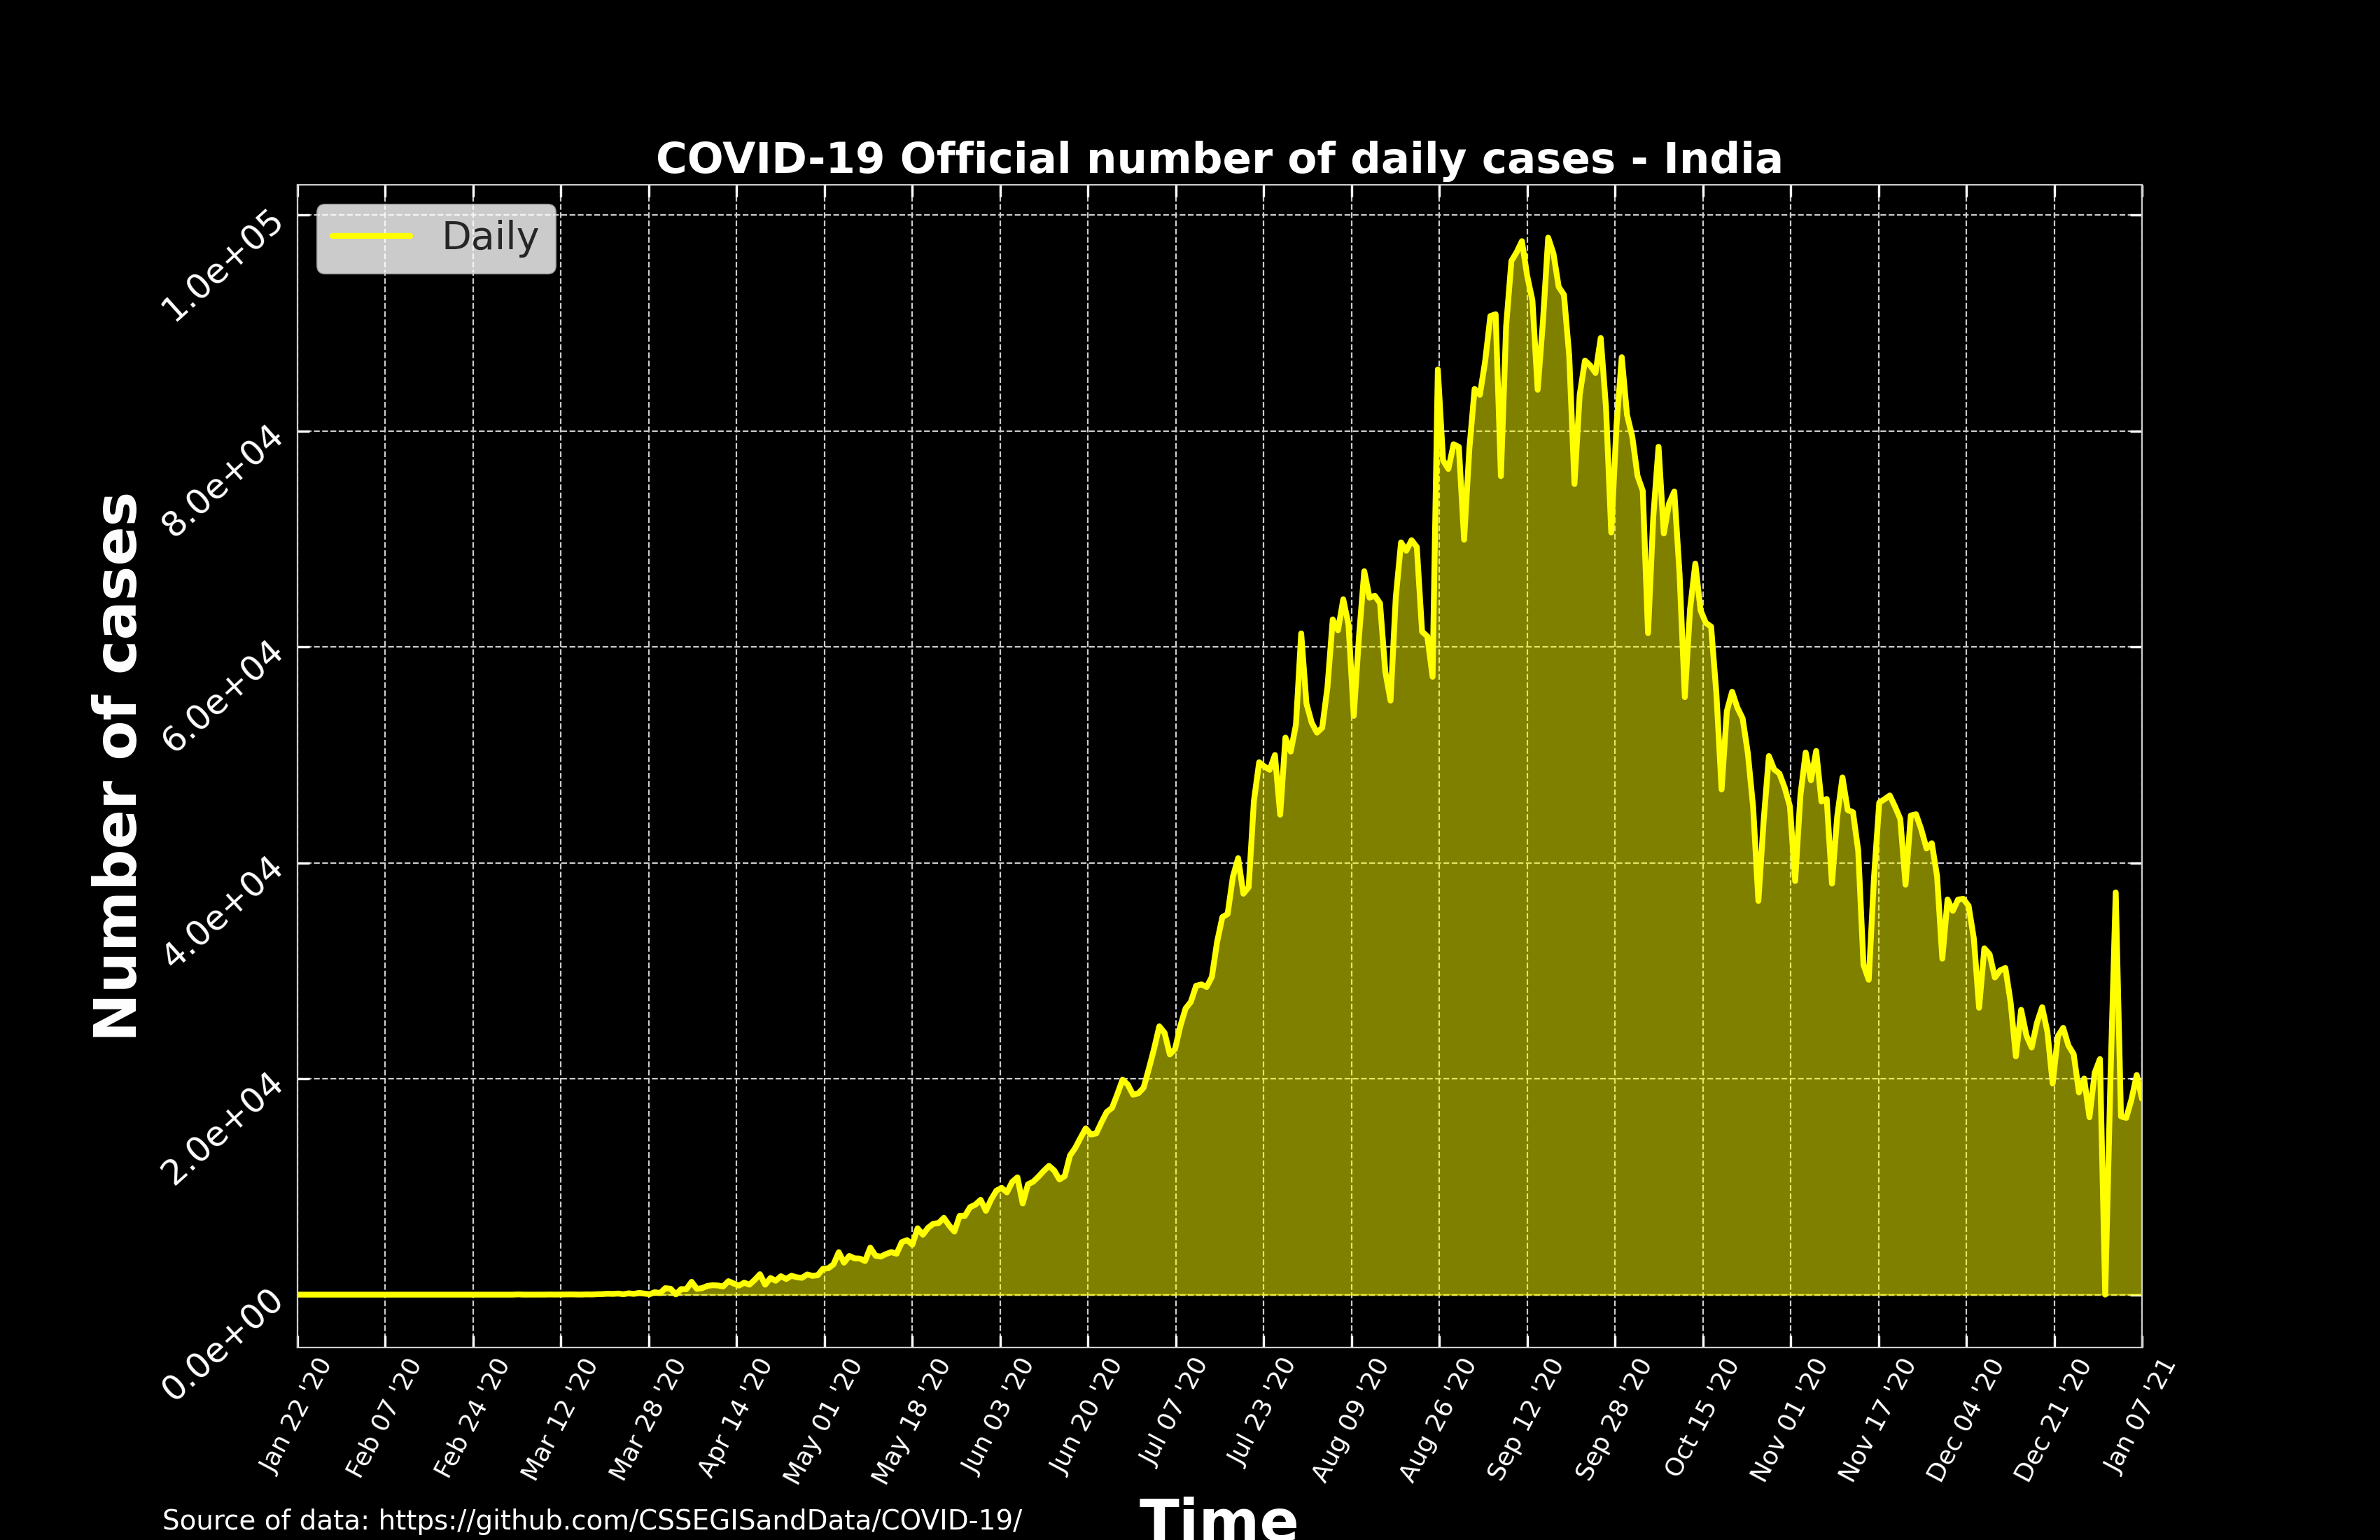 COVID-19 Official number of daily cases - India
Daily
Number of cases
1.0e+05
8.0e+04
6.0e+04
4.0e+04
2.0e+04
0.0e+00
Jan 22 '20
Feb 07 '20
Feb 24 '20
Mar 12 '20
Mar 28 '20
Apr 14 '20
May 01 '20
May 18 '20
Jun 03 '20
Jun 20 '20
Jul 07 '20
Jul 23 '20
Aug 09 '20
Aug 26 '20
Sep 12 '20
Sep 28 '20
Oct 15 '20
Nov 01 '20
Nov 17 '20
Dec 04 '20
Dec 21 '20
Jan 07 '21
Time
Source of data: https://github.com/CSSEGISandData/COVID-19/